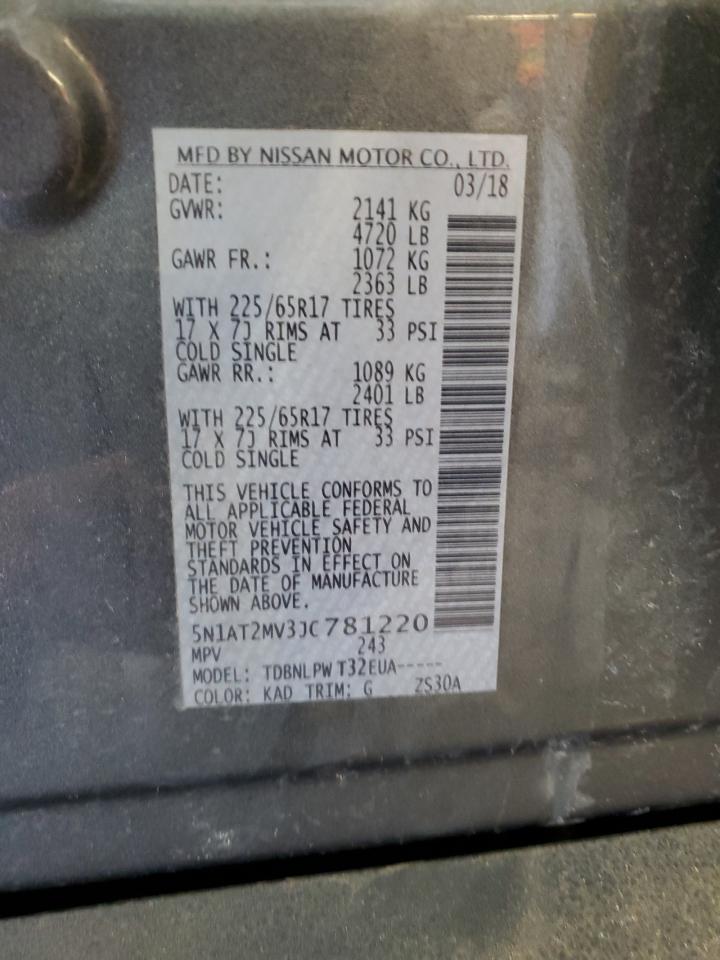 MFD BY NISSAN MOTOR CO., LTD.
DATE: 03/18
GVWR: 2141 KG
4720 LB
GAWR FR.: 1072 KG
2363 LB
WITH 225/65R17 TIRES
17 X 7J RIMS AT 33 PSI
COLD SINGLE
GAWR RR.: 1089 KG
2401 LB
WITH 225/65R17 TIRES
17 X 7J RIMS AT 33 PSI
COLD SINGLE
THIS VEHICLE CONFORMS TO
ALL APPLICABLE FEDERAL
MOTOR VEHICLE SAFETY AND
THEFT PREVENTION
STANDARDS IN EFFECT ON
THE DATE OF MANUFACTURE
SHOWN ABOVE.
5N1AT2MV3JC781220
MPV 243
MODEL: TDBNLPW T32EUA-----
COLOR: KAD TRIM: G ZS30A